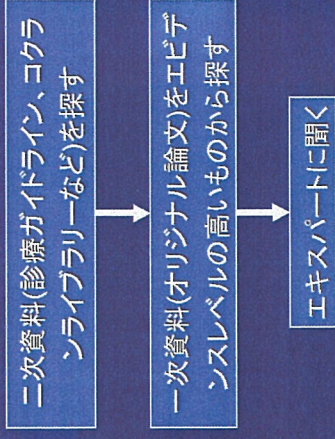 二次資料(診療ガイドライン、コクラ
ンライブラリーなど)を探す
一次資料(オリジナル論文)をエビデ
ンスレベルの高いものから探す
エキスパートに聞く